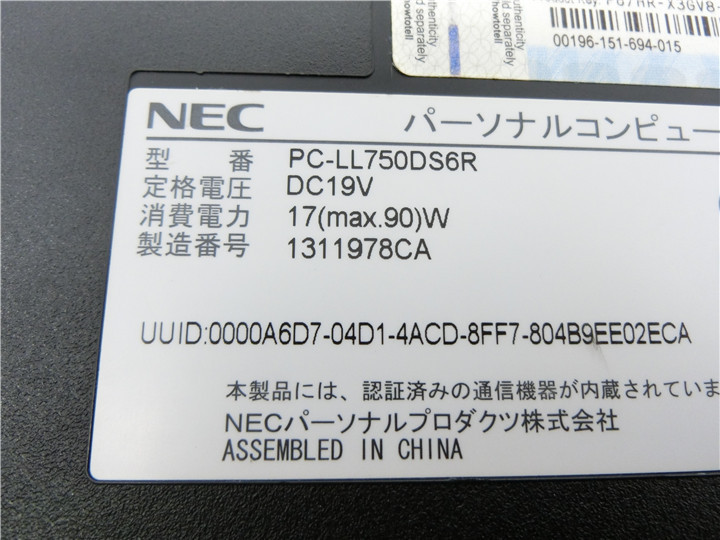 uthenticity
id separately
howtotell
00196-151-694-015
NEC パーソナルコンピュー
型番 PC-LL750DS6R
定格電圧 DC19V
消費電力 17(max.90)W
製造番号 1311978CA
UUID:0000A6D7-04D1-4ACD-8FF7-804B9EE02ECA
本製品には、認証済みの通信機器が内蔵されていま
NECパーソナルプロダクツ株式会社
ASSEMBLED IN CHINA